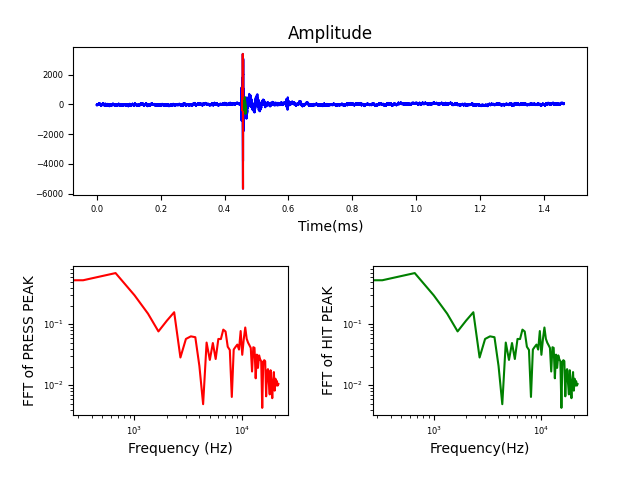 Amplitude
2000
0
−2000
−4000
−6000
0.0 0.2 0.4 0.6 0.8 1.0 1.2 1.4
Time(ms)
FFT of PRESS PEAK
10⁻¹
10⁻²
10³ 10⁴
Frequency (Hz)
FFT of HIT PEAK
10⁻¹
10⁻²
10³ 10⁴
Frequency(Hz)